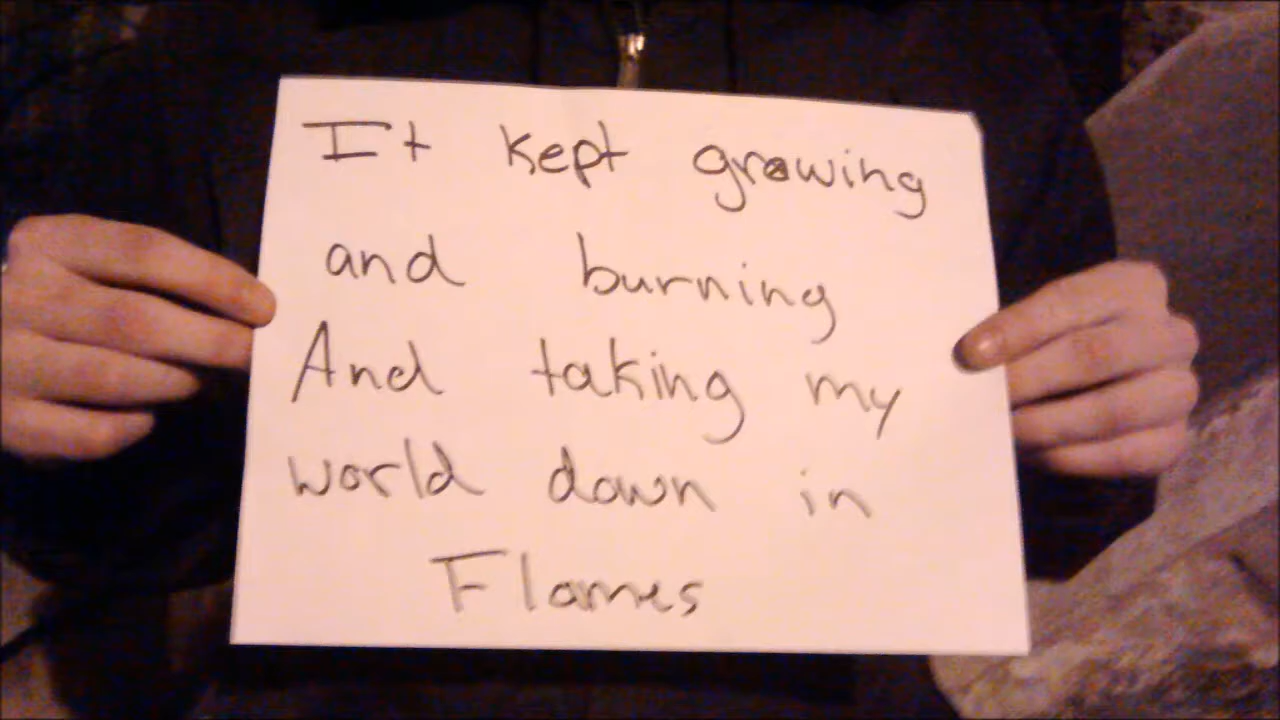 It kept growing
and burning
And taking my
world down in
Flames